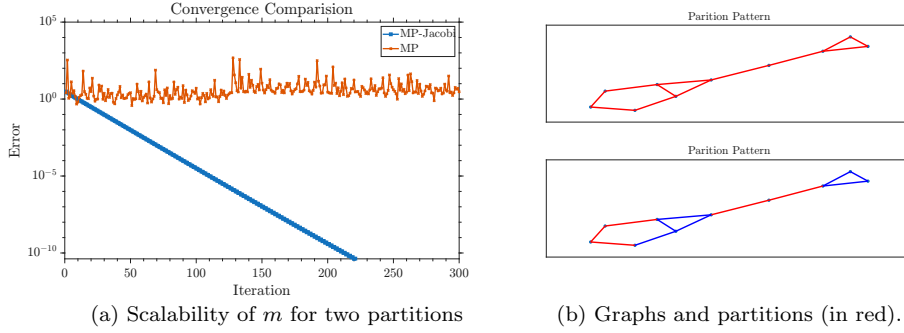 Convergence Comparision
MP-Jacobi
MP
10^5
10^0
10^-5
10^-10
Error
0 50 100 150 200 250 300
Iteration
(a) Scalability of m for two partitions
Parition Pattern
Parition Pattern
(b) Graphs and partitions (in red).